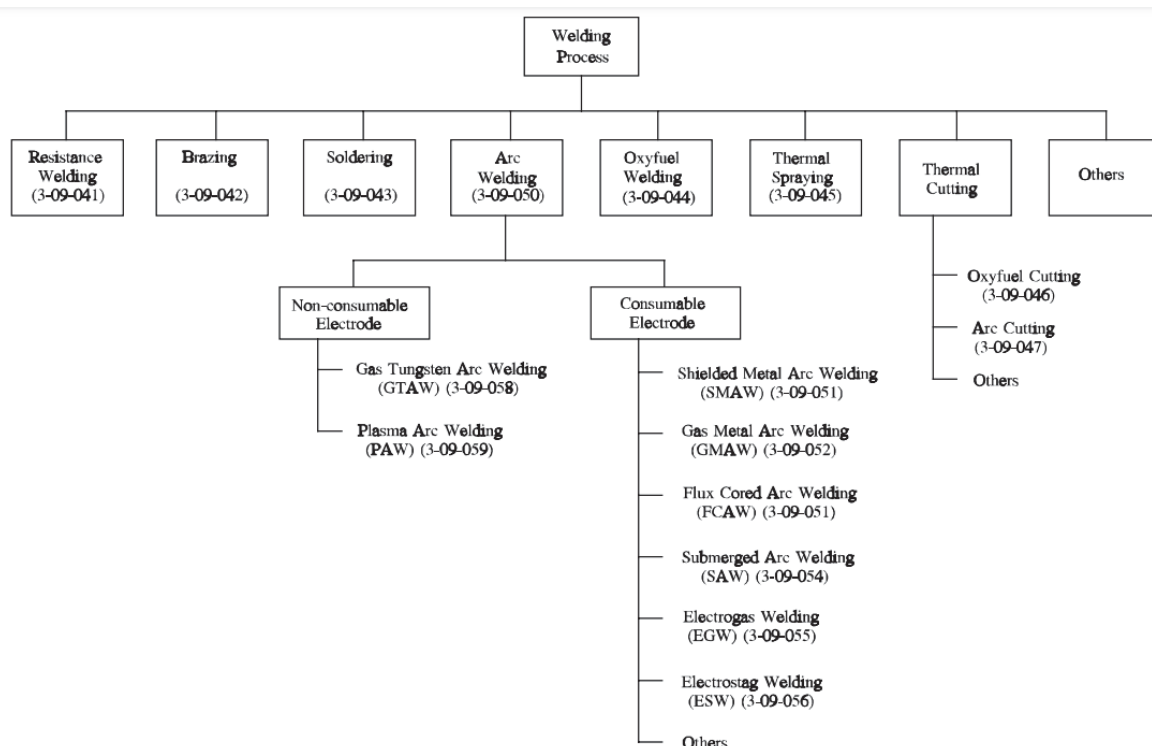 Welding
Process
Resistance
Welding
(3-09-041)
Brazing
(3-09-042)
Soldering
(3-09-043)
Arc
Welding
(3-09-050)
Oxyfuel
Welding
(3-09-044)
Thermal
Spraying
(3-09-045)
Thermal
Cutting
Others
Oxyfuel Cutting
(3-09-046)
Arc Cutting
(3-09-047)
Others
Non-consumable
Electrode
Gas Tungsten Arc Welding
(GTAW) (3-09-058)
Plasma Arc Welding
(PAW) (3-09-059)
Consumable
Electrode
Shielded Metal Arc Welding
(SMAW) (3-09-051)
Gas Metal Arc Welding
(GMAW) (3-09-052)
Flux Cored Arc Welding
(FCAW) (3-09-051)
Submerged Arc Welding
(SAW) (3-09-054)
Electrogas Welding
(EGW) (3-09-055)
Electrostag Welding
(ESW) (3-09-056)
Others